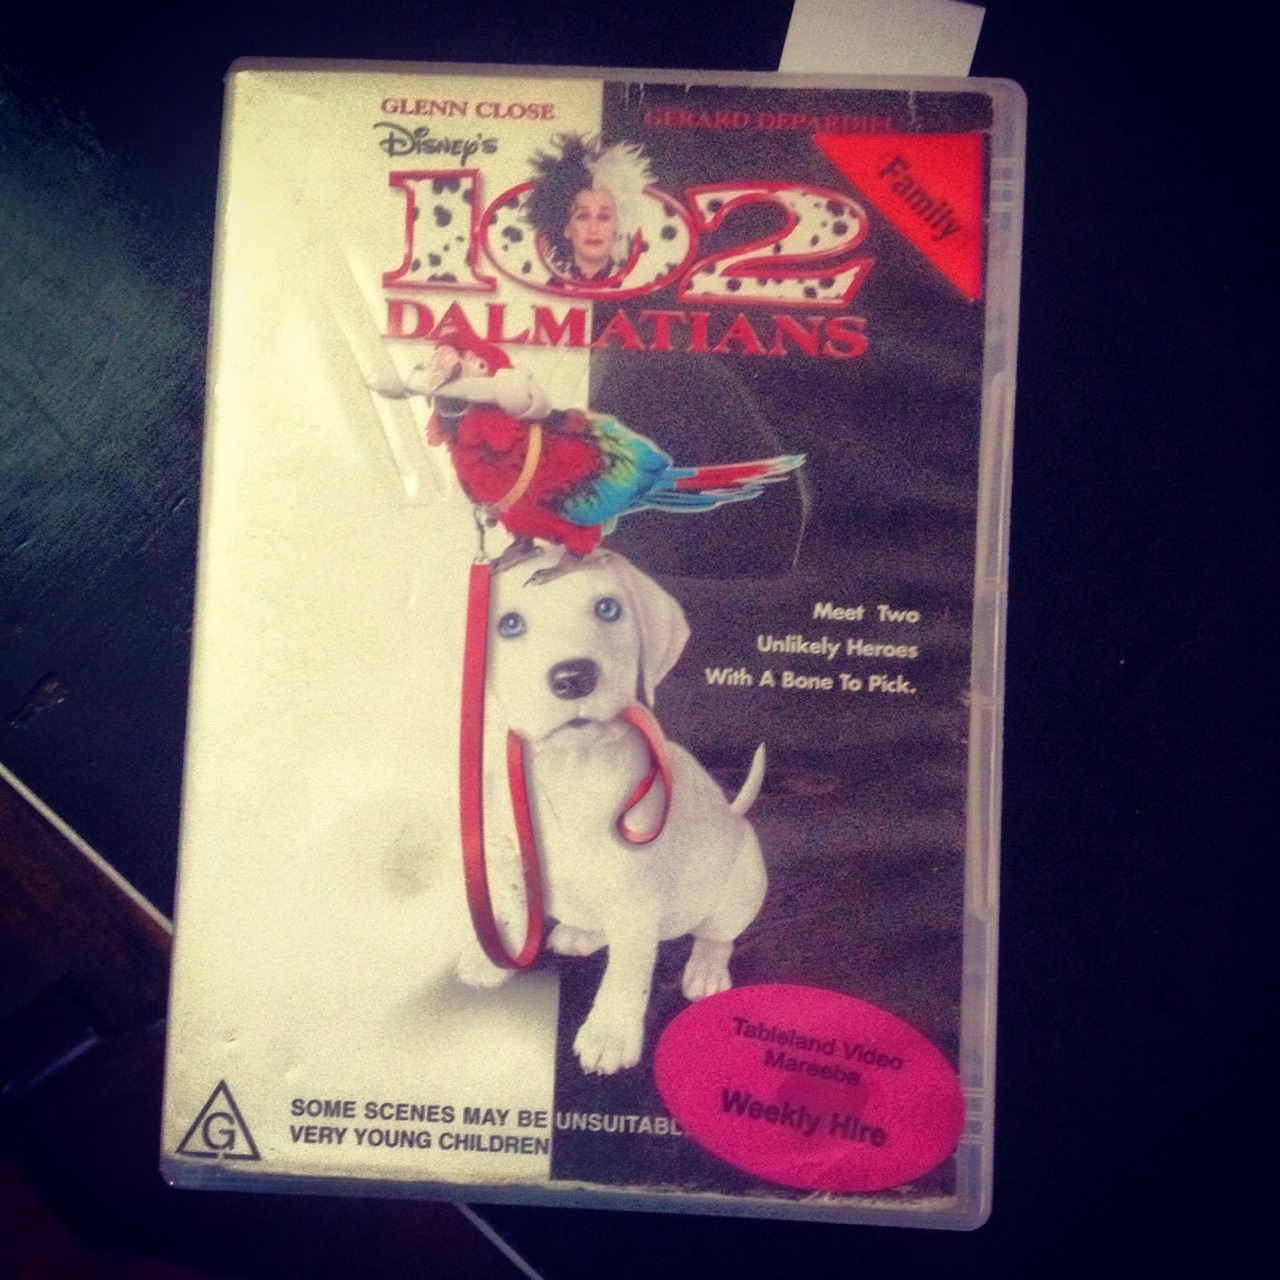 GLENN CLOSE
GERARD DEPARDIEU
DISNEY'S
102
DALMATIANS
Family
Meet Two
Unlikely Heroes
With A Bone To Pick.
Tableland Video
Mareeba
Weekly Hire
G
SOME SCENES MAY BE UNSUITABL
VERY YOUNG CHILDREN